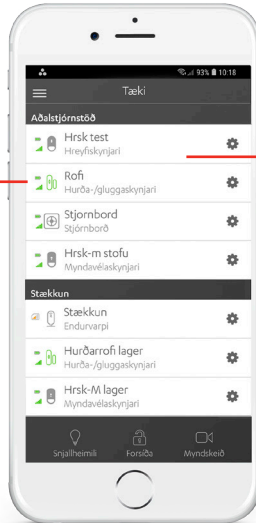 93% 10:18
Tæki
Aðalstjórnstöð
Hrsk test
Hreyfiskynjari
Rofi
Hurða-/gluggaskynjari
Stjornbord
Stjórnborð
Hrsk-m stofu
Myndavélaskynjari
Stækkun
Stækkun
Endurvarpi
Hurðarrofi lager
Hurða-/gluggaskynjari
Hrsk-M lager
Myndavélaskynjari
Snjallheimili Forsíða Myndskeið